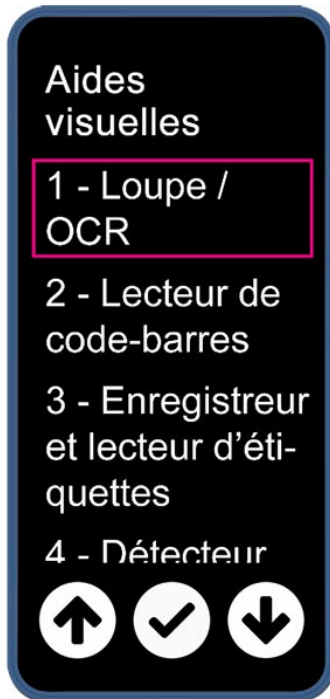 Aides
visuelles
1 - Loupe /
OCR
2 - Lecteur de
code-barres
3 - Enregistreur
et lecteur d’éti-
quettes
4 - Détecteur